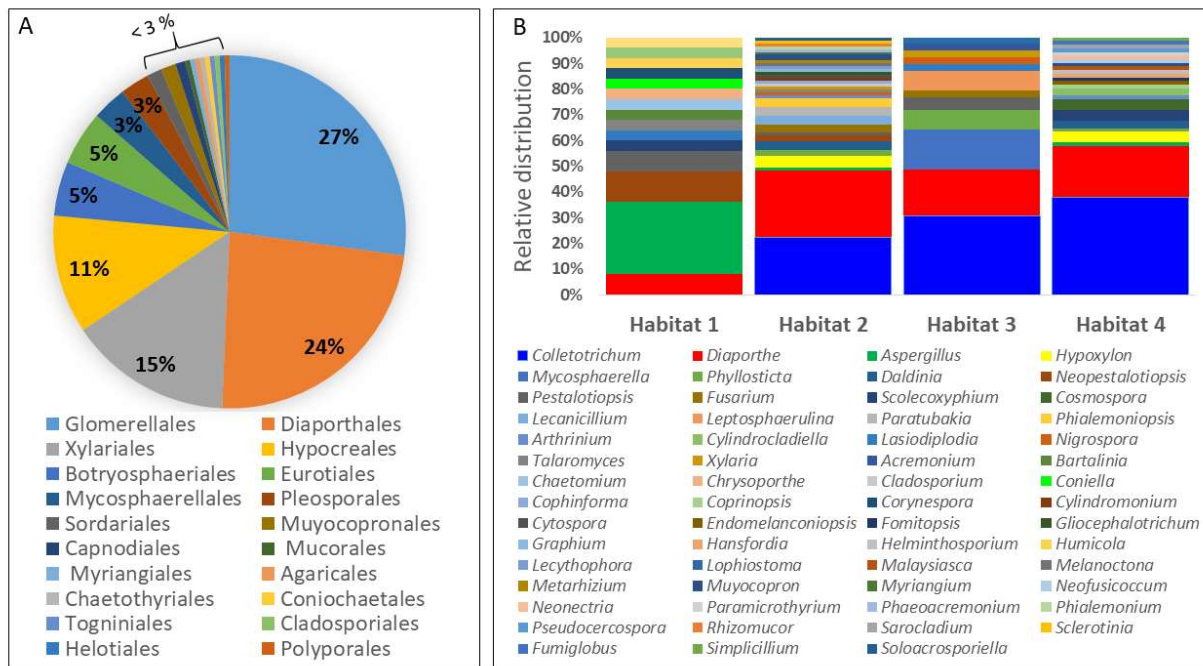 A
< 3 %
27%
24%
15%
11%
5%
5%
3%
3%
Glomerellales Diaporthales
Xylariales Hypocreales
Botryosphaeriales Eurotiales
Mycosphaerellales Pleosporales
Sordariales Muyocopronales
Capnodiales Mucorales
Myriangiales Agaricales
Chaetothyriales Coniochaetales
Togniniales Cladosporiales
Helotiales Polyporales
B
Relative distribution
100%
90%
80%
70%
60%
50%
40%
30%
20%
10%
0%
Habitat 1 Habitat 2 Habitat 3 Habitat 4
Colletotrichum Diaporthe Aspergillus Hypoxylon
Mycosphaerella Phyllosticta Daldinia Neopestalotiopsis
Pestalotiopsis Fusarium Scolecoxyphium Cosmospora
Lecanicillium Leptosphaerulina Paratubakia Phialemoniopsis
Arthrinium Cylindrocladiella Lasiodiplodia Nigrospora
Talaromyces Xylaria Acremonium Bartalinia
Chaetomium Chrysoporthe Cladosporium Coniella
Cophinforma Coprinopsis Corynespora Cylindromonium
Cytospora Endomelanconiopsis Fomitopsis Gliocephalotrichum
Graphium Hansfordia Helminthosporium Humicola
Lecythophora Lophiostoma Malaysiasca Melanoctona
Metarhizium Muyocopron Myriangium Neofusicoccum
Neonectria Paramicrothyrium Phaeoacremonium Phialemonium
Pseudocercospora Rhizomucor Sarocladium Sclerotinia
Fumiglobus Simplicillium Soloacrosporiella